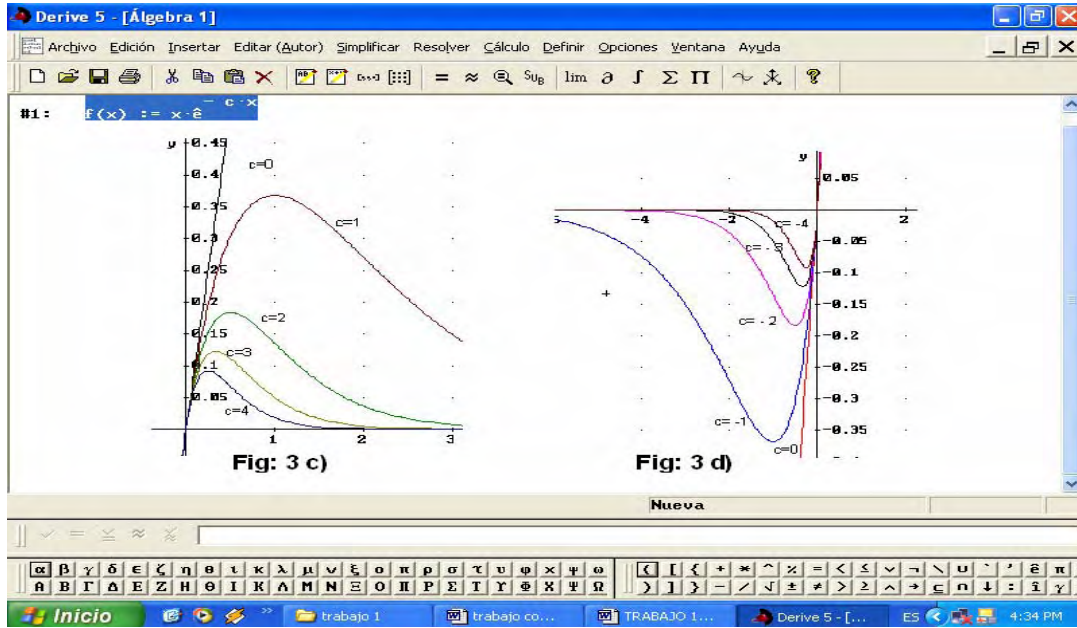 Derive 5 - [Álgebra 1]
Archivo Edición Insertar Editar (Autor) Simplificar Resolver Cálculo Definir Opciones Ventana Ayuda
= ≈ SUB lim ∂ ∫ Σ Π
#1: f(x) := x·ê^(- c·x)
y 0.45
c=0
0.4
0.35
c=1
0.3
0.25
0.2
c=2
0.15
c=3
0.1
0.05
c=4
1 2 3
Fig: 3 c)
y
0.05
-4 -2 2
c= -4
-0.05
c= - 3
-0.1
-0.15
c= - 2
-0.2
-0.25
-0.3
c= -1
-0.35
c=0
Fig: 3 d)
Nueva
α β γ δ ε ζ η θ ι κ λ μ ν ξ ο π ρ σ τ υ φ χ ψ ω
Α Β Γ Δ Ε Ζ Η Θ Ι Κ Λ Μ Ν Ξ Ο Π Ρ Σ Τ Υ Φ Χ Ψ Ω
( [ { + * ^ % = < ≤ ∨ ¬ \ ∪ ` ' ê π
) ] } - / √ ± ≠ > ≥ ∧ → ⊆ ∩ ↓ : î γ
Inicio
trabajo 1
trabajo co...
TRABAJO 1...
Derive 5 - [...
ES
4:34 PM